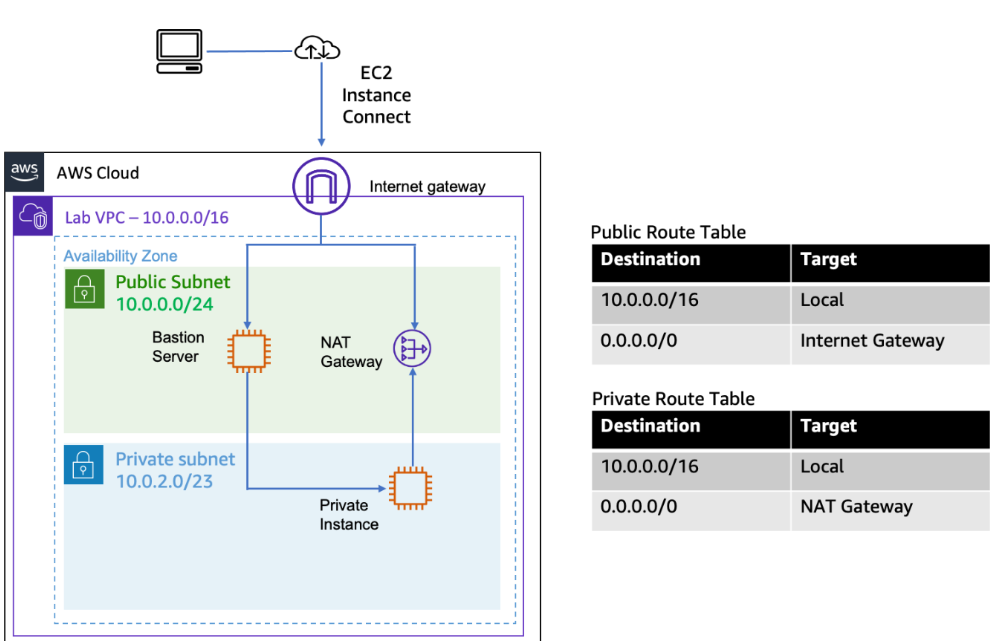 EC2
Instance
Connect
aws
AWS Cloud
Internet gateway
Lab VPC – 10.0.0.0/16
Availability Zone
Public Subnet
10.0.0.0/24
Bastion
Server
NAT
Gateway
Private subnet
10.0.2.0/23
Private
Instance
Public Route Table
Destination Target
10.0.0.0/16 Local
0.0.0.0/0 Internet Gateway
Private Route Table
Destination Target
10.0.0.0/16 Local
0.0.0.0/0 NAT Gateway